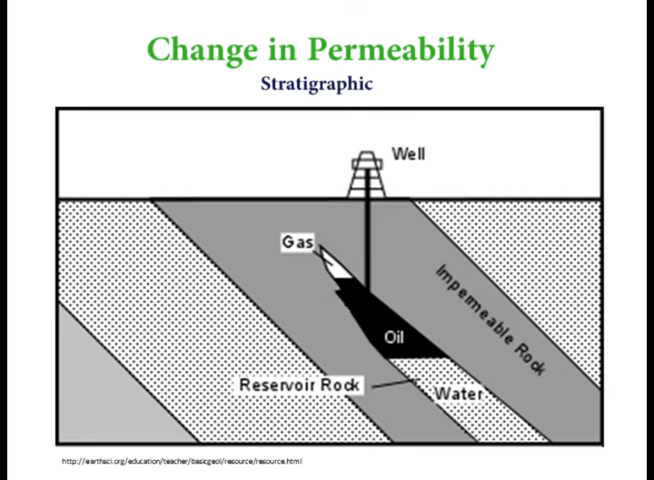 Change in Permeability
Stratigraphic
Well
Gas
Impermeable Rock
Oil
Reservoir Rock
Water
http://earthsci.org/education/teacher/basicgeol/resource/resource.html